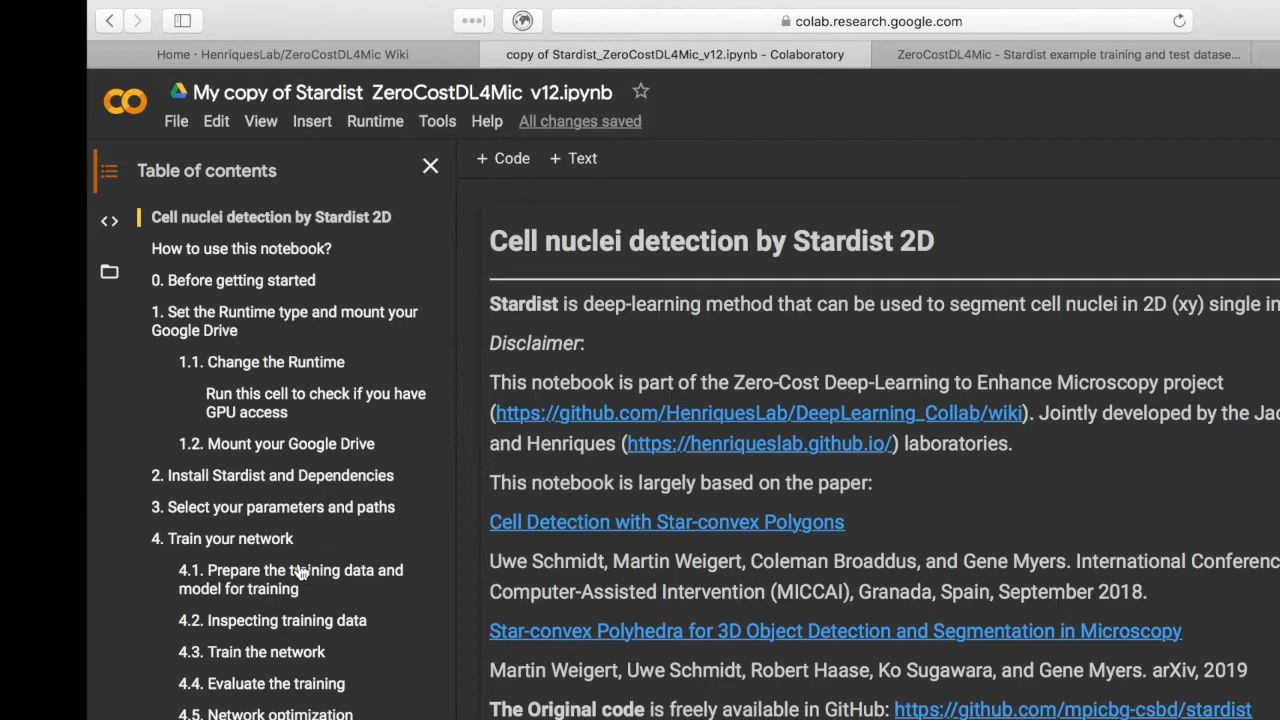 colab.research.google.com
Home · HenriquesLab/ZeroCostDL4Mic Wiki
copy of Stardist_ZeroCostDL4Mic_v12.ipynb - Colaboratory
ZeroCostDL4Mic - Stardist example training and test datase...
My copy of Stardist_ZeroCostDL4Mic_v12.ipynb
File Edit View Insert Runtime Tools Help All changes saved
Table of contents
+ Code + Text
Cell nuclei detection by Stardist 2D
How to use this notebook?
0. Before getting started
1. Set the Runtime type and mount your
Google Drive
1.1. Change the Runtime
Run this cell to check if you have
GPU access
1.2. Mount your Google Drive
2. Install Stardist and Dependencies
3. Select your parameters and paths
4. Train your network
4.1. Prepare the training data and
model for training
4.2. Inspecting training data
4.3. Train the network
4.4. Evaluate the training
4.5. Network optimization
Cell nuclei detection by Stardist 2D
Stardist is deep-learning method that can be used to segment cell nuclei in 2D (xy) single
Disclaimer:
This notebook is part of the Zero-Cost Deep-Learning to Enhance Microscopy project
(https://github.com/HenriquesLab/DeepLearning_Collab/wiki). Jointly developed by the
and Henriques (https://henriqueslab.github.io/) laboratories.
This notebook is largely based on the paper:
Cell Detection with Star-convex Polygons
Uwe Schmidt, Martin Weigert, Coleman Broaddus, and Gene Myers. International
Computer-Assisted Intervention (MICCAI), Granada, Spain, September 2018.
Star-convex Polyhedra for 3D Object Detection and Segmentation in Microscopy
Martin Weigert, Uwe Schmidt, Robert Haase, Ko Sugawara, and Gene Myers. arXiv, 2019
The Original code is freely available in GitHub: https://github.com/mpicbg-csbd/stardist